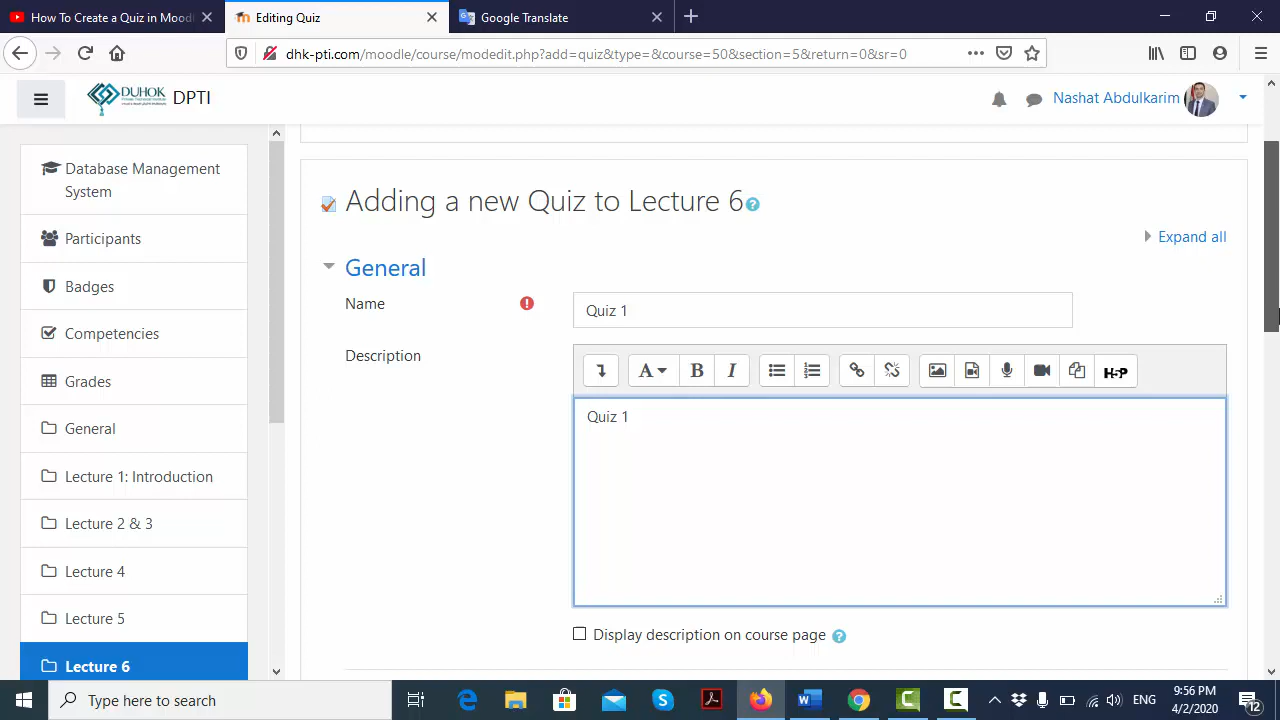 How To Create a Quiz in Moodl
Editing Quiz
Google Translate
dhk-pti.com/moodle/course/modedit.php?add=quiz&type=&course=50&section=5&return=0&sr=0
DUHOK
DPTI
Nashat Abdulkarim
Database Management
System
Participants
Badges
Competencies
Grades
General
Lecture 1: Introduction
Lecture 2 & 3
Lecture 4
Lecture 5
Lecture 6
Adding a new Quiz to Lecture 6
Expand all
General
Name
Quiz 1
Description
A
B
I
H5P
Quiz 1
Display description on course page
Type here to search
ENG
9:56 PM
4/2/2020
12